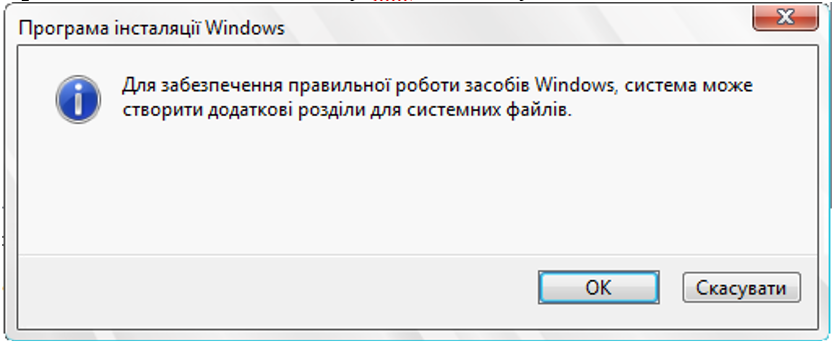 Програма інсталяції Windows
Для забезпечення правильної роботи засобів Windows, система може
створити додаткові розділи для системних файлів.
OK
Скасувати